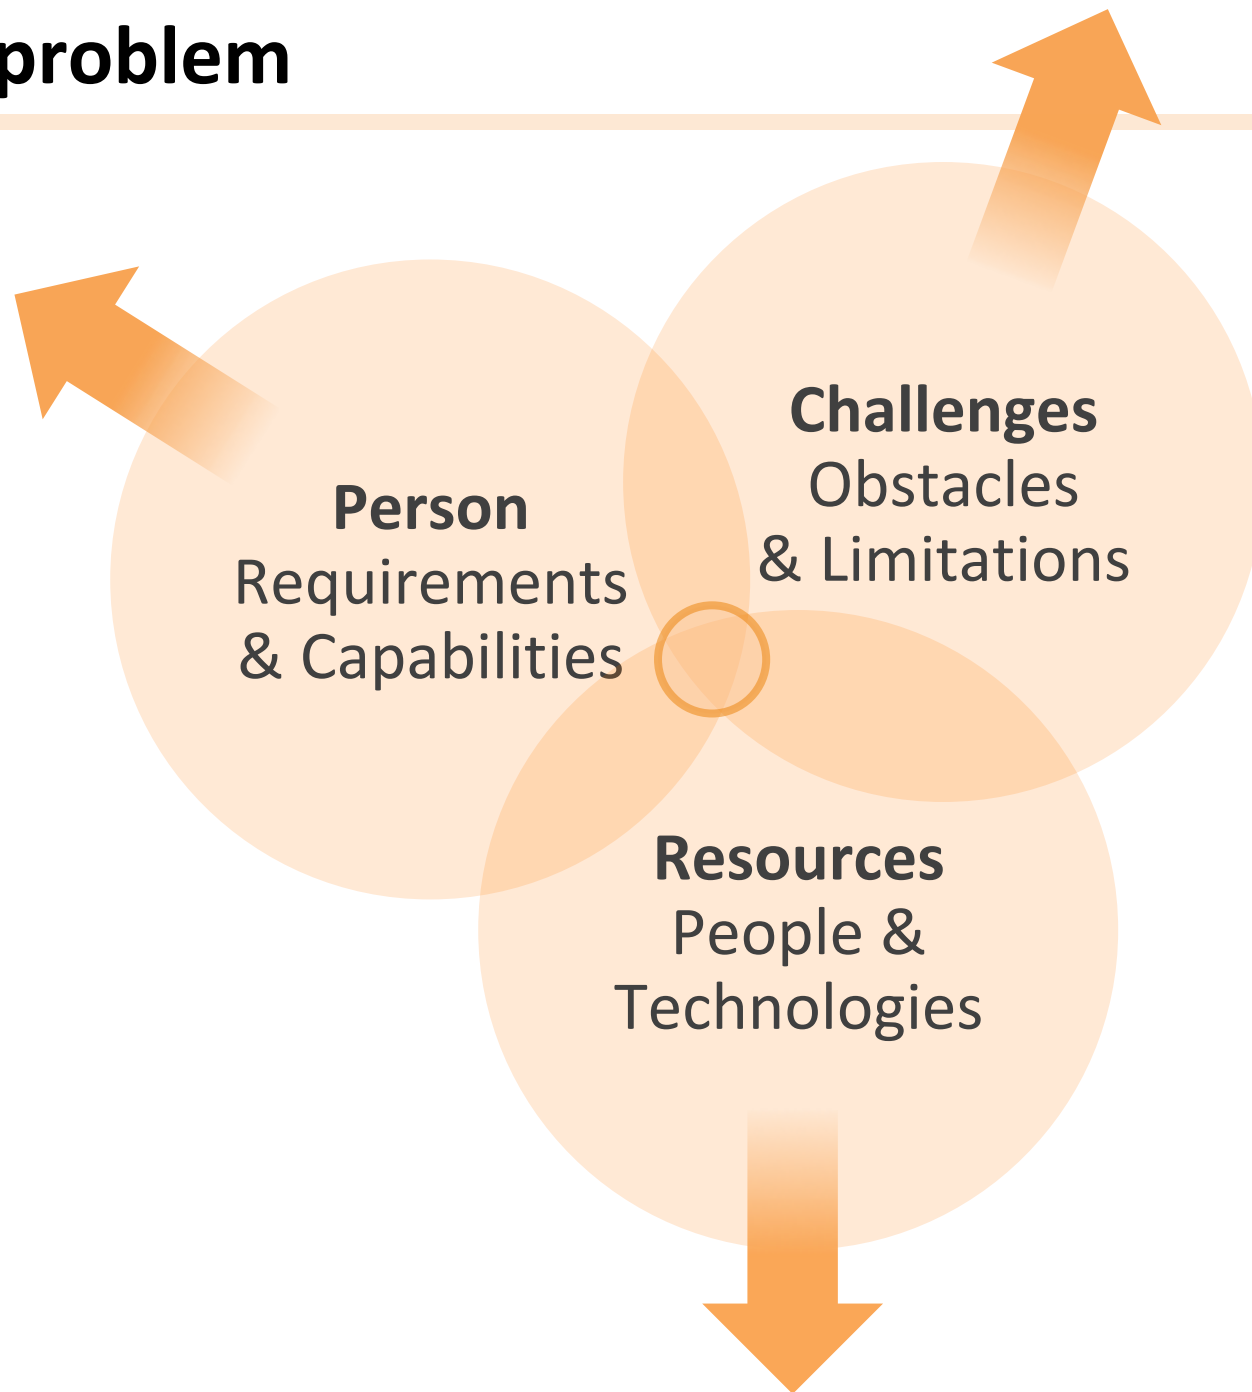 problem
Challenges
Obstacles
& Limitations
Person
Requirements
& Capabilities
Resources
People &
Technologies